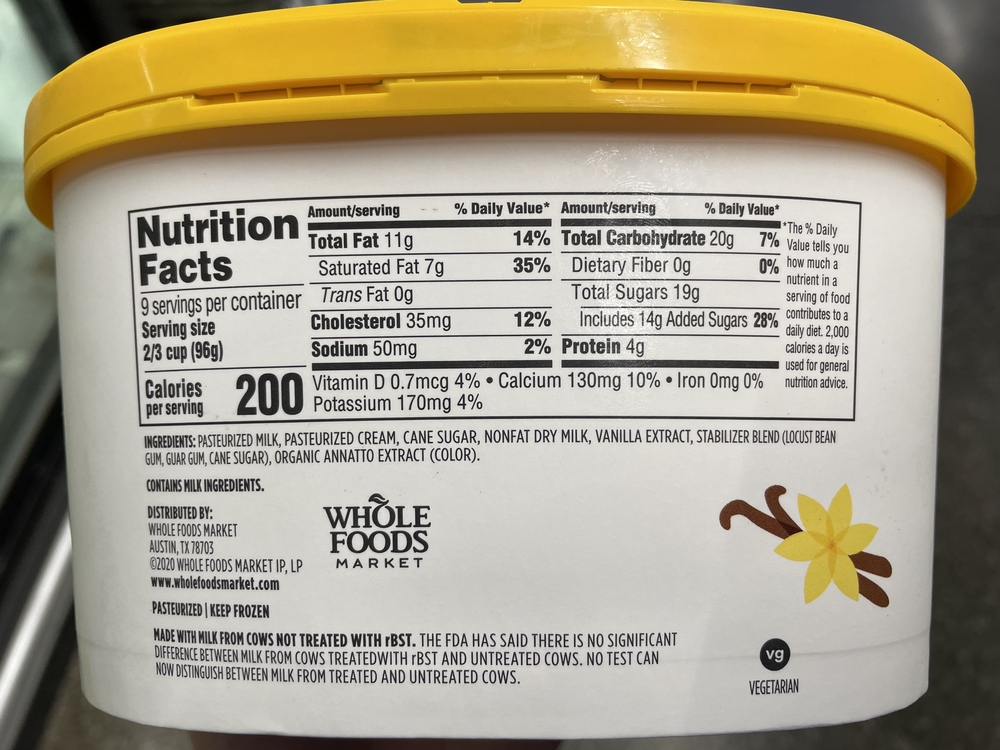 Nutrition
Facts
9 servings per container
Serving size
2/3 cup (96g)
Calories
per serving
200
Amount/serving % Daily Value*
Total Fat 11g 14%
Saturated Fat 7g 35%
Trans Fat 0g
Cholesterol 35mg 12%
Sodium 50mg 2%
Amount/serving % Daily Value*
Total Carbohydrate 20g 7%
Dietary Fiber 0g 0%
Total Sugars 19g
Includes 14g Added Sugars 28%
Protein 4g
Vitamin D 0.7mcg 4% • Calcium 130mg 10% • Iron 0mg 0%
Potassium 170mg 4%
*The % Daily
Value tells you
how much a
nutrient in a
serving of food
contributes to a
daily diet. 2,000
calories a day is
used for general
nutrition advice.
INGREDIENTS: PASTEURIZED MILK, PASTEURIZED CREAM, CANE SUGAR, NONFAT DRY MILK, VANILLA EXTRACT, STABILIZER BLEND (LOCUST BEAN
GUM, GUAR GUM, CANE SUGAR), ORGANIC ANNATTO EXTRACT (COLOR).
CONTAINS MILK INGREDIENTS.
DISTRIBUTED BY:
WHOLE FOODS MARKET
AUSTIN, TX 78703
©2020 WHOLE FOODS MARKET IP, LP
www.wholefoodsmarket.com
WHOLE
FOODS
MARKET
PASTEURIZED | KEEP FROZEN
MADE WITH MILK FROM COWS NOT TREATED WITH rBST. THE FDA HAS SAID THERE IS NO SIGNIFICANT
DIFFERENCE BETWEEN MILK FROM COWS TREATEDWITH rBST AND UNTREATED COWS. NO TEST CAN
NOW DISTINGUISH BETWEEN MILK FROM TREATED AND UNTREATED COWS.
vg
VEGETARIAN